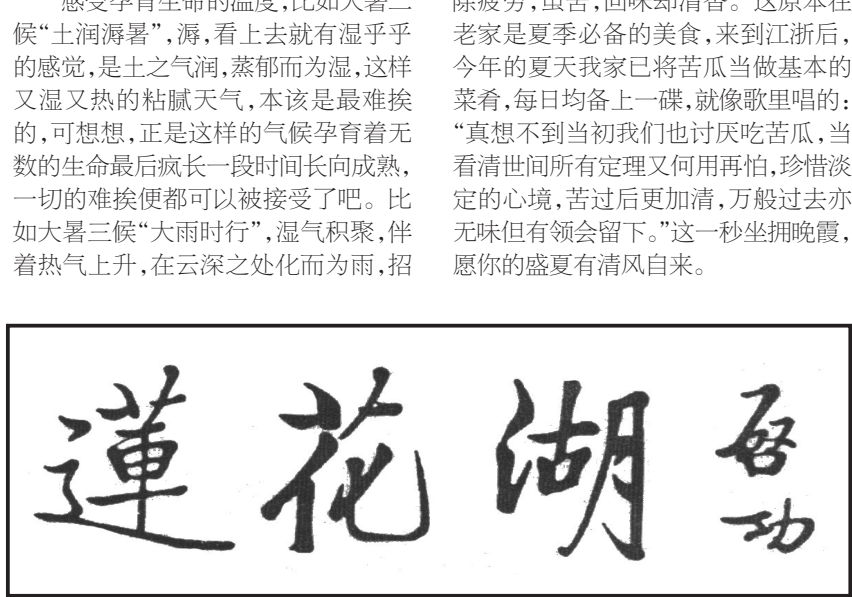 感受孕育生命的温度,比如大暑二
候“土润溽暑”,溽,看上去就有湿乎乎
的感觉,是土之气润,蒸郁而为湿,这样
又湿又热的粘腻天气,本该是最难挨
的,可想想,正是这样的气候孕育着无
数的生命最后疯长一段时间长向成熟,
一切的难挨便都可以被接受了吧。比
如大暑三候“大雨时行”,湿气积聚,伴
着热气上升,在云深之处化而为雨,招
除疲劳,虽苦,回味却清香。这原本在
老家是夏季必备的美食,来到江浙后,
今年的夏天我家已将苦瓜当做基本的
菜肴,每日均备上一碟,就像歌里唱的:
“真想不到当初我们也讨厌吃苦瓜,当
看清世间所有定理又何用再怕,珍惜淡
定的心境,苦过后更加清,万般过去亦
无味但有领会留下。”这一秒坐拥晚霞,
愿你的盛夏有清风自来。
蓮花湖
啓功